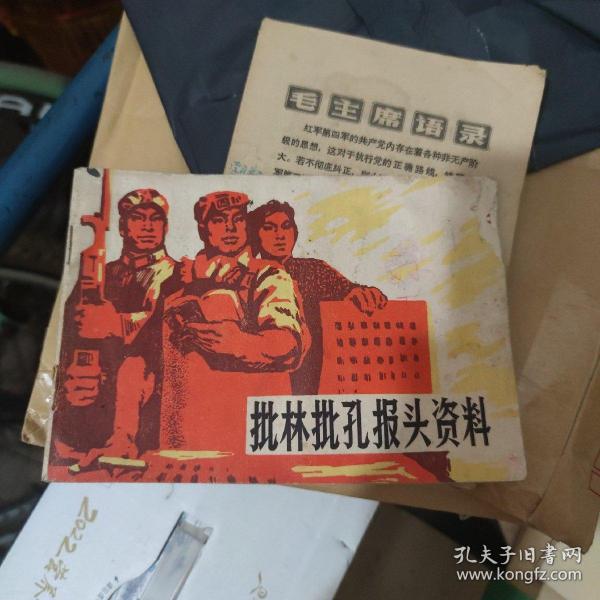 毛主席语录
红军第四军的共产党内存在着各种非无产阶
级的思想，这对于执行党的正确路线，
大。若不彻底纠正，
批林批孔报头资料
2022
孔夫子旧书网
www.kongfz.com